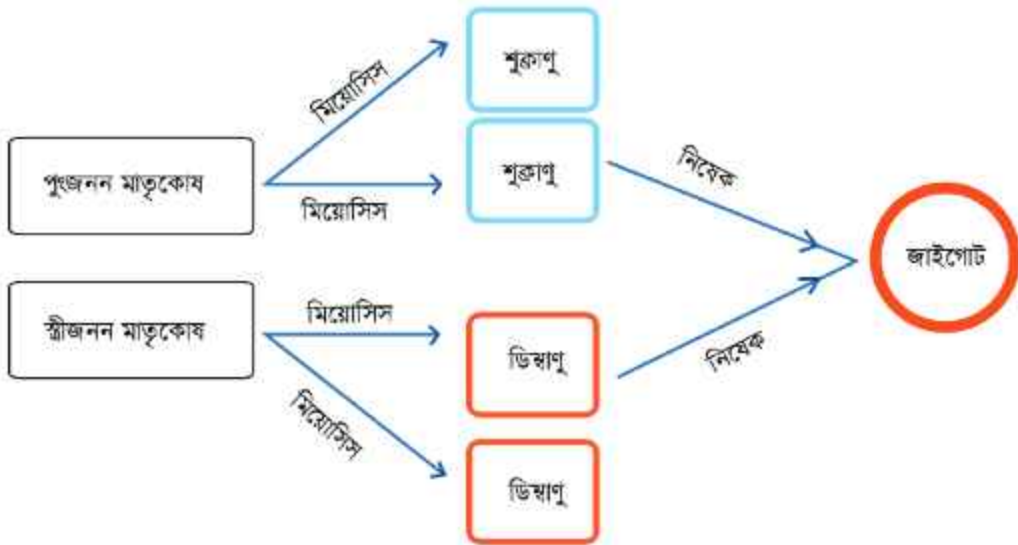 মিয়োসিস
শুক্রাণু
পুংজনন মাতৃকোষ
মিয়োসিস
শুক্রাণু
নিষেক
জাইগোট
স্ত্রীজনন মাতৃকোষ
মিয়োসিস
ডিম্বাণু
নিষেক
মিয়োসিস
ডিম্বাণু